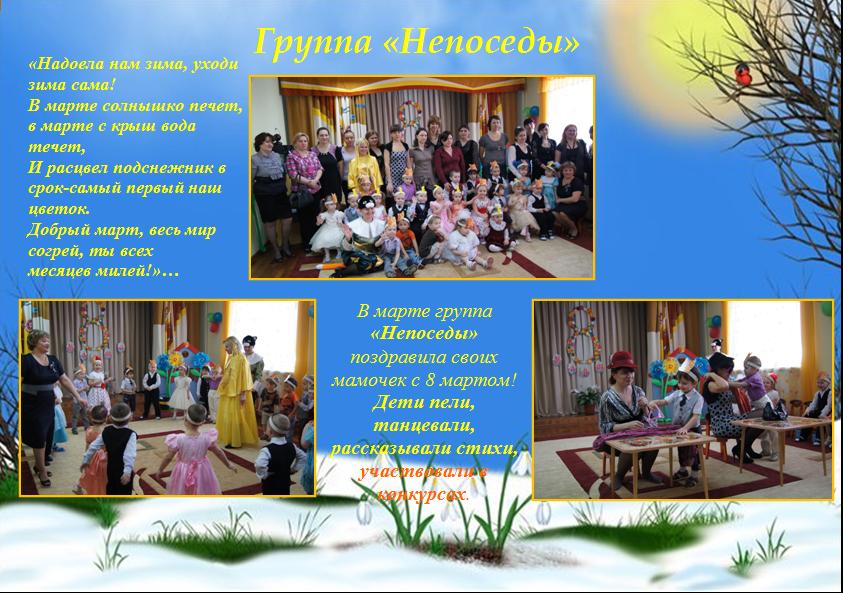 Группа «Непоседы»
«Надоела нам зима, уходи
зима сама!
В марте солнышко печет,
в марте с крыш вода
течет,
И расцвел подснежник в
срок-самый первый наш
цветок.
Добрый март, весь мир
согрей, ты всех
месяцев милей!»…
В марте группа
«Непоседы»
поздравила своих
мамочек с 8 мартом!
Дети пели,
танцевали,
рассказывали стихи,
участвовали в
конкурсах.